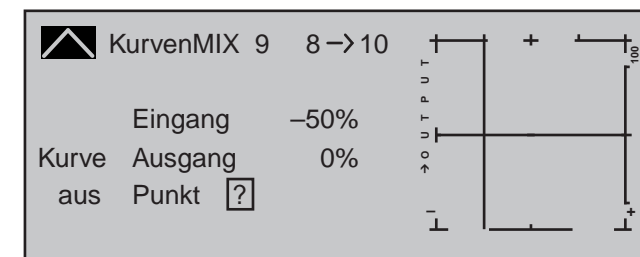 KurvenMIX 9 8 –> 10
Eingang –50%
Kurve Ausgang 0%
aus Punkt ?
–> OUTPUT
100
– +